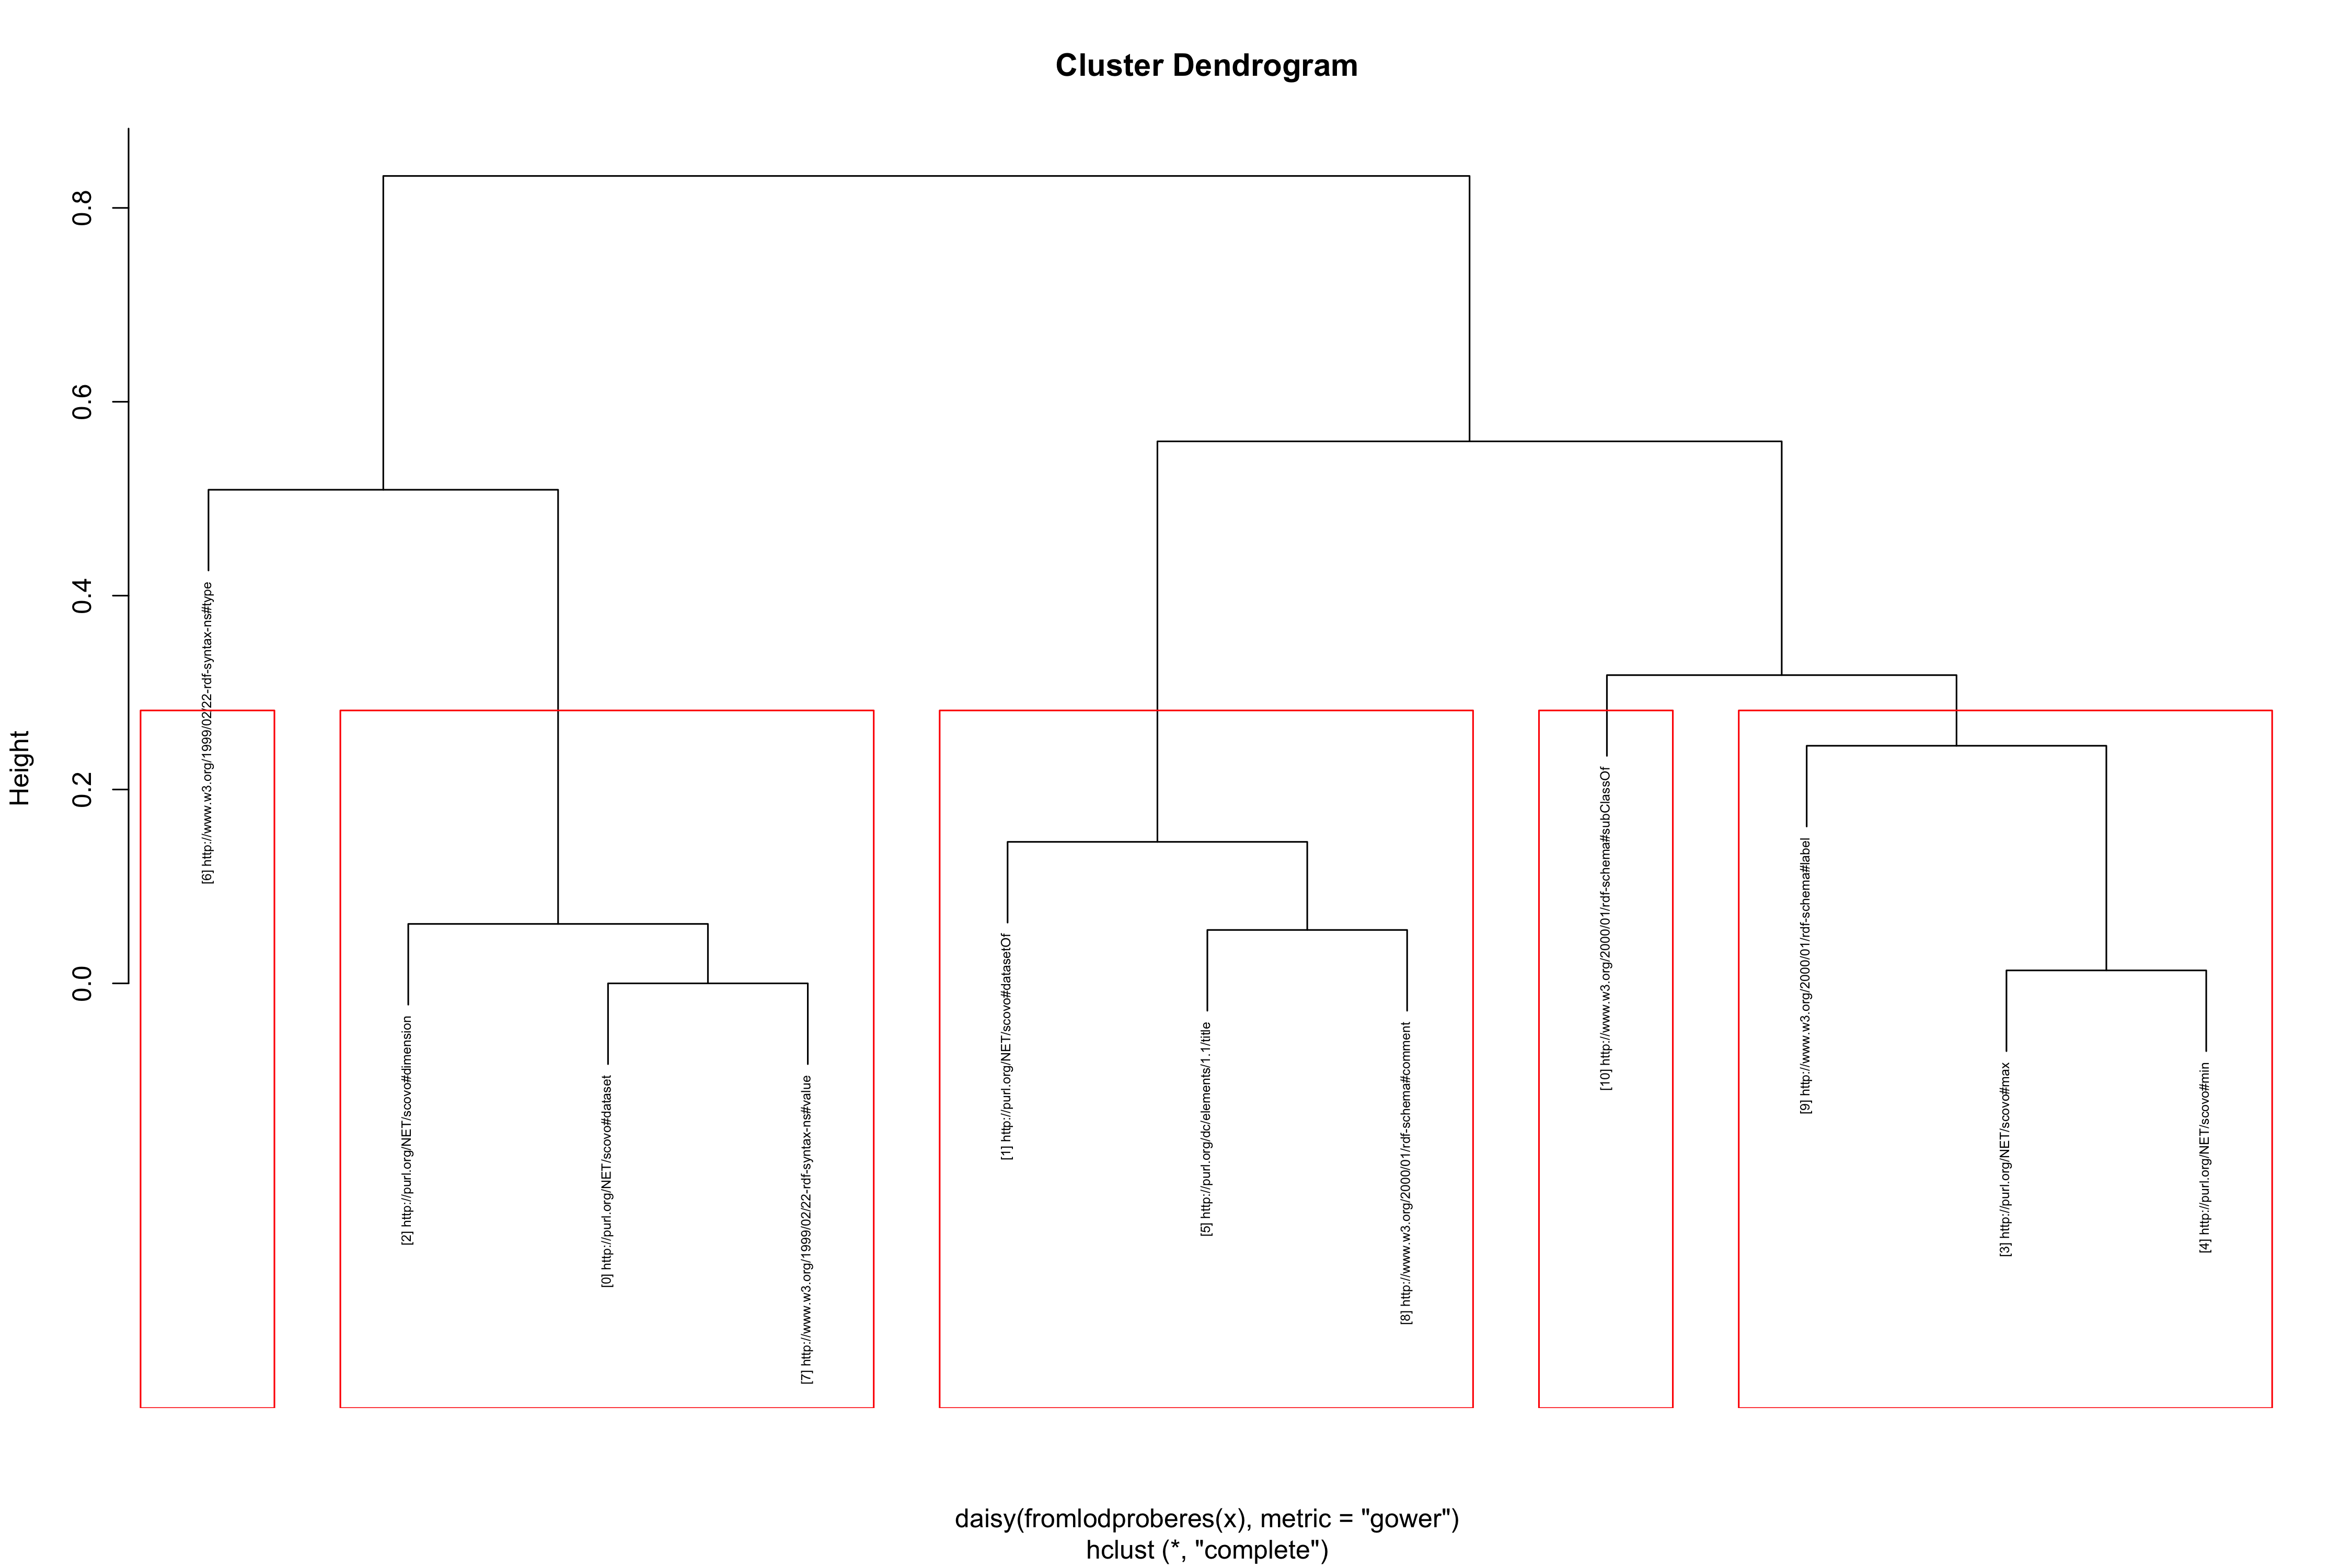 Cluster Dendrogram
Height
0.8
0.6
0.4
0.2
0.0
[6] http://www.w3.org/1999/02/22-rdf-syntax-ns#type
[2] http://purl.org/NET/scovo#dimension
[0] http://purl.org/NET/scovo#dataset
[7] http://www.w3.org/1999/02/22-rdf-syntax-ns#value
[1] http://purl.org/NET/scovo#datasetOf
[5] http://purl.org/dc/elements/1.1/title
[8] http://www.w3.org/2000/01/rdf-schema#comment
[10] http://www.w3.org/2000/01/rdf-schema#subClassOf
[9] http://www.w3.org/2000/01/rdf-schema#label
[3] http://purl.org/NET/scovo#max
[4] http://purl.org/NET/scovo#min
daisy(fromlodproberes(x), metric = "gower")
hclust (*, "complete")